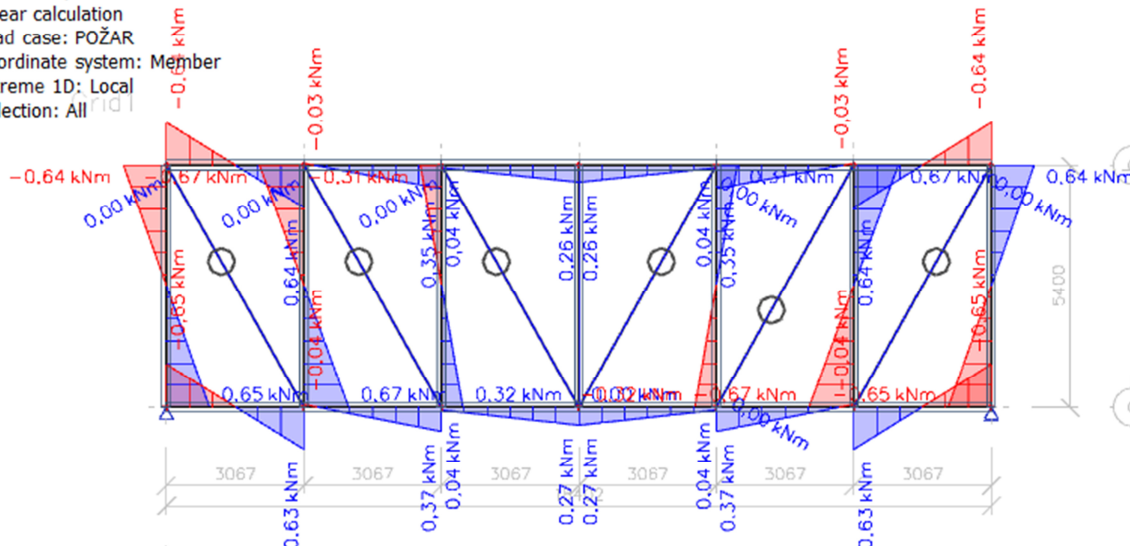 ear calculation
ad case: POŽAR
ordinate system: Member
reme 1D: Local
lection: All
Grid1
-0.64 kNm
-0.03 kNm
-0.03 kNm
-0.64 kNm
-0.64 kNm
0,67 kNm
-0.31 kNm
0.31 kNm
0,67 kNm
0,64 kNm
0,00 kNm
0,00 kNm
0,00 kNm
0,00 kNm
0,00 kNm
0,64 kNm
0.35 kNm
0,04 kNm
0.26 kNm
0.26 kNm
0.04 kNm
0.35 kNm
0.64 kNm
-0.65 kNm
-0.04 kNm
-0.04 kNm
-0.65 kNm
5400
0.65 kNm
0.67 kNm
0.32 kNm
0,00 kNm
-0.67 kNm
-0.65 kNm
0,00 kNm
3067
3067
3067
3067
3067
3067
0.63 kNm
0,37 kNm
0,04 kNm
0.27 kNm
0.27 kNm
0.04 kNm
0.37 kNm
0.63 kNm